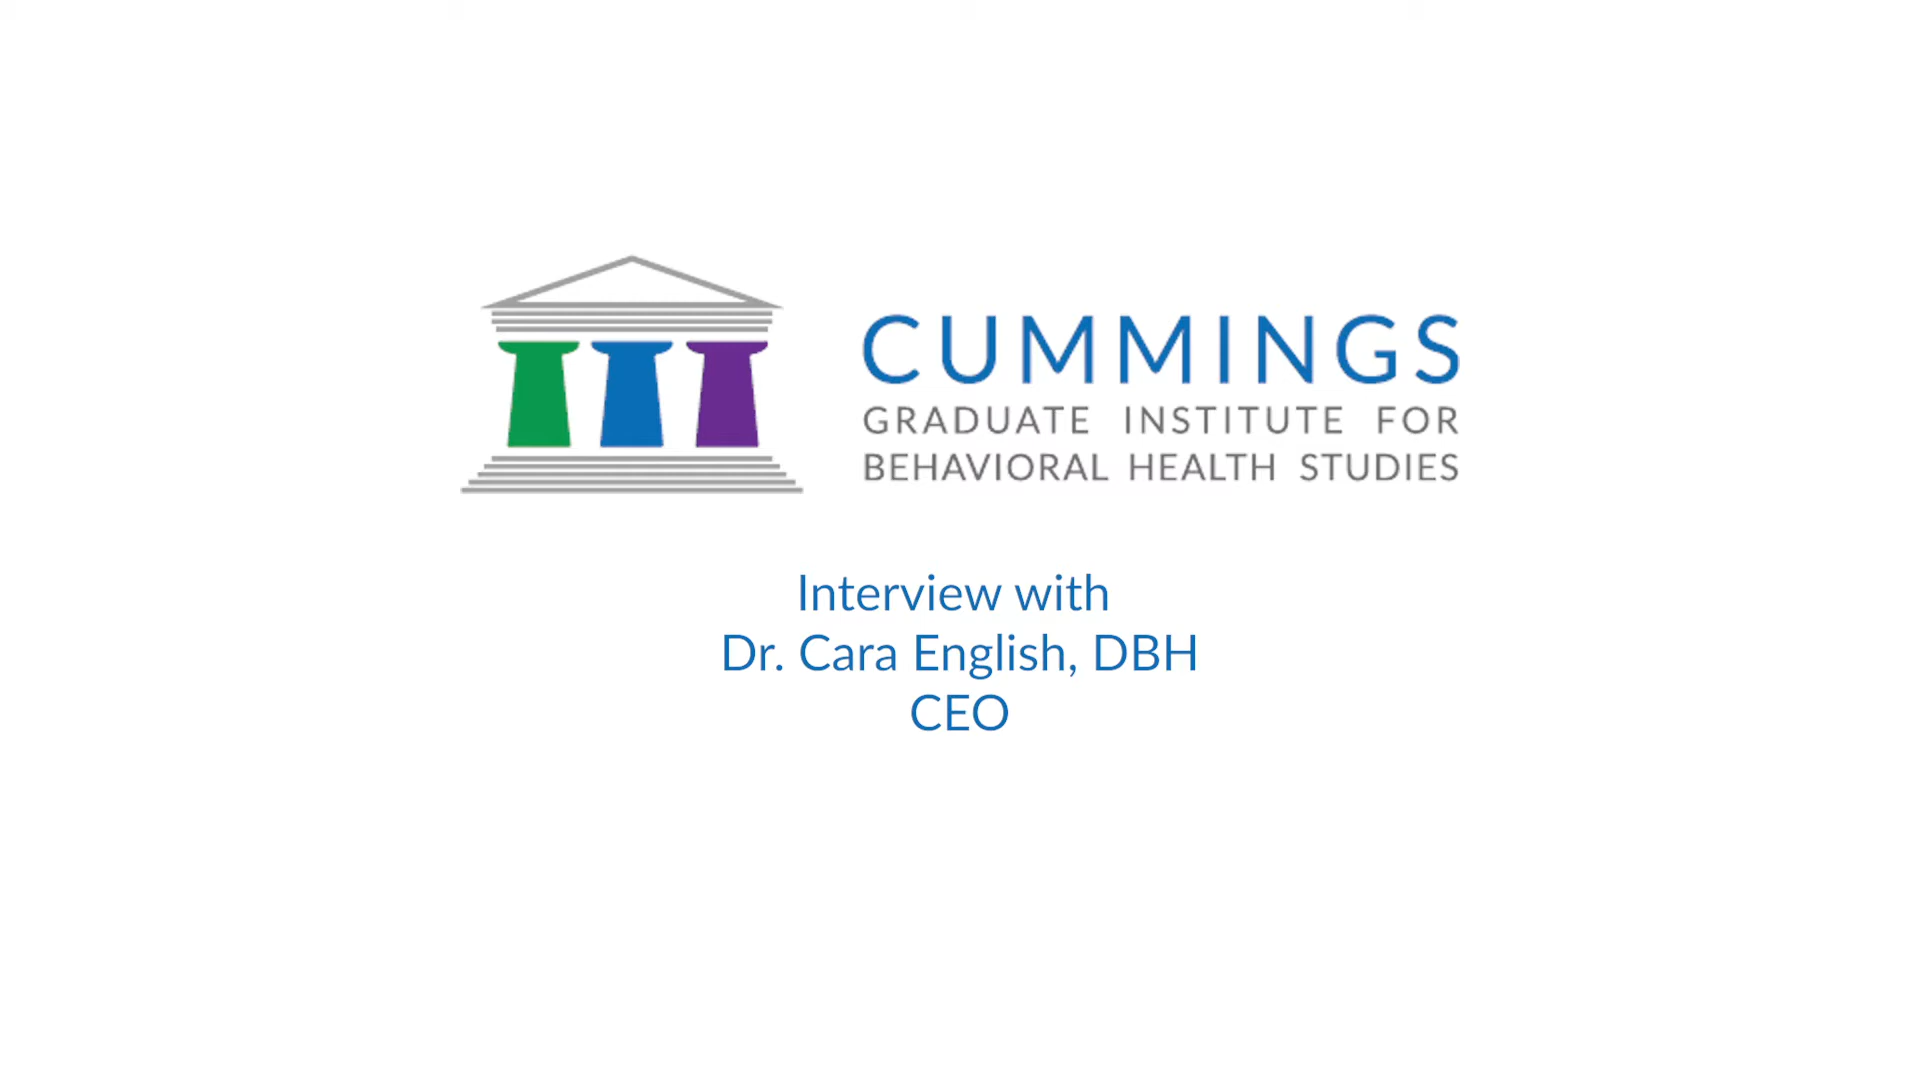 CUMMINGS
GRADUATE INSTITUTE FOR
BEHAVIORAL HEALTH STUDIES
Interview with
Dr. Cara English, DBH
CEO